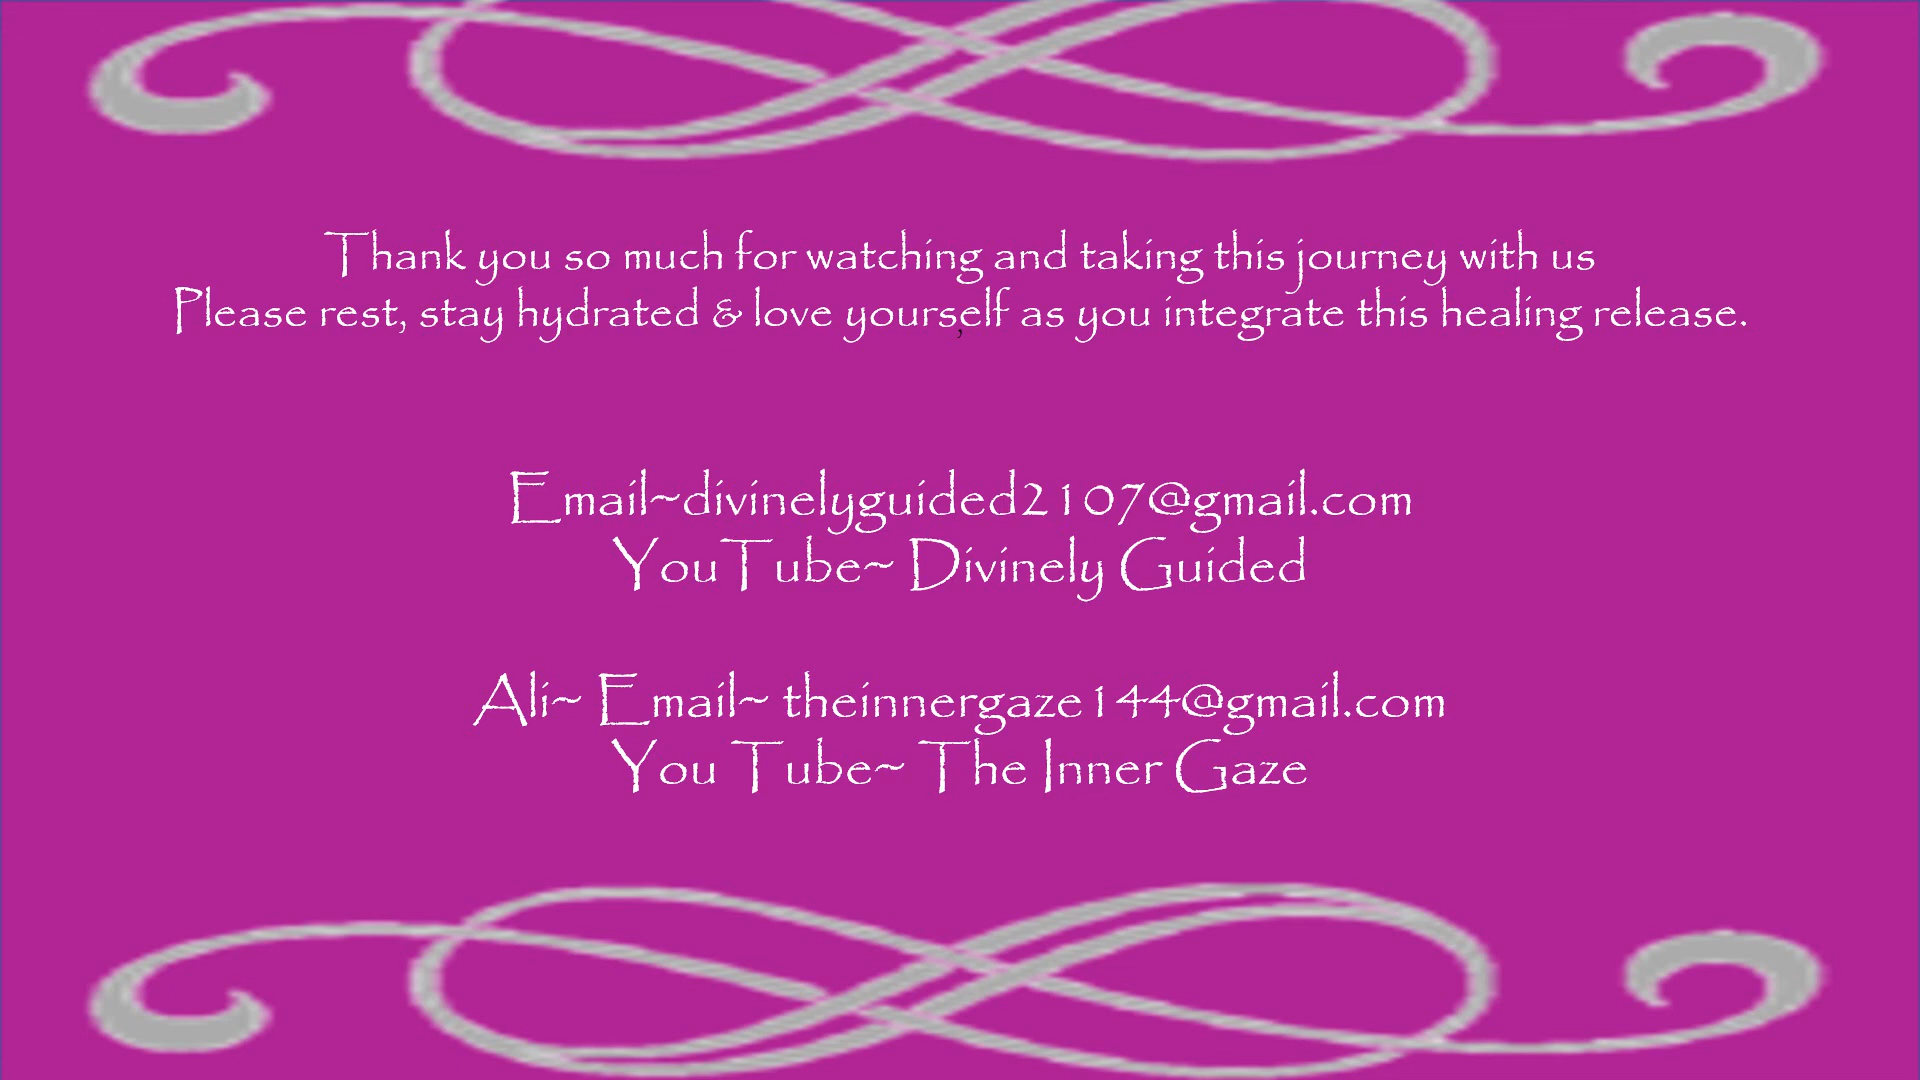 Thank you so much for watching and taking this journey with us
Please rest, stay hydrated & love yourself as you integrate this healing release.
,
Email~divinelyguided2107@gmail.com
YouTube~ Divinely Guided
Ali~ Email~ theinnergaze144@gmail.com
You Tube~ The Inner Gaze